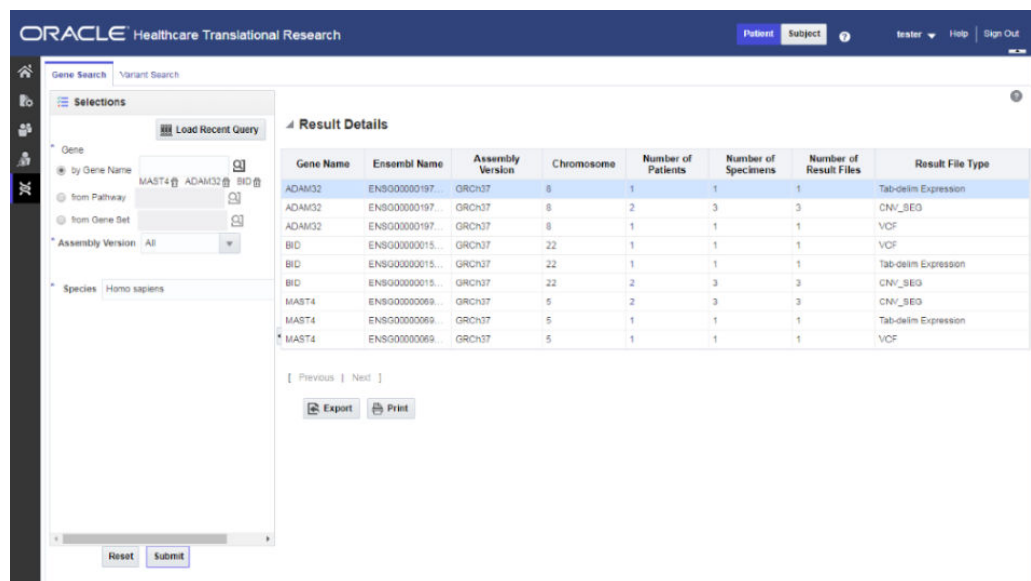 ORACLE Healthcare Translational Research
Patient Subject ? tester Help Sign Out
Gene Search Variant Search
Selections
Load Recent Query
* Gene
by Gene Name
MAST4 ADAM32 BID
from Pathway
from Gene Set
* Assembly Version All
* Species Homo sapiens
Reset Submit
?
Result Details
Gene Name Ensembl Name Assembly Version Chromosome Number of Patients Number of Specimens Number of Result Files Result File Type
ADAM32 ENSG00000197... GRCh37 8 1 1 1 Tab-delim Expression
ADAM32 ENSG00000197... GRCh37 8 2 3 3 CNV_SEG
ADAM32 ENSG00000197... GRCh37 8 1 1 1 VCF
BID ENSG00000015... GRCh37 22 1 1 1 VCF
BID ENSG00000015... GRCh37 22 1 1 1 Tab-delim Expression
BID ENSG00000015... GRCh37 22 2 3 3 CNV_SEG
MAST4 ENSG00000069... GRCh37 5 2 3 3 CNV_SEG
MAST4 ENSG00000069... GRCh37 5 1 1 1 Tab-delim Expression
MAST4 ENSG00000069... GRCh37 5 1 1 1 VCF
[ Previous | Next ]
Export Print